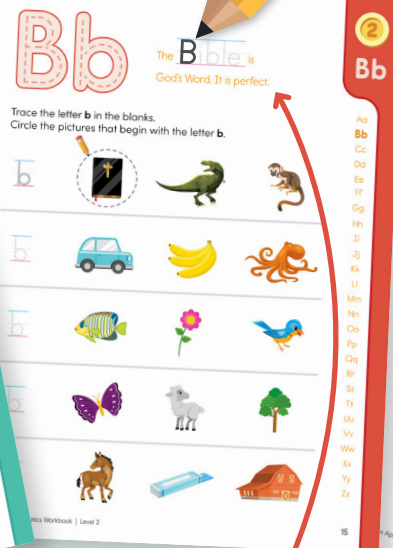 Bb
The Bible is
God's Word. It is perfect.
2
Bb
Trace the letter b in the blanks.
Circle the pictures that begin with the letter b.
b
b
b
b
Aa
Bb
Cc
Dd
Ee
Ff
Gg
Hh
Ii
Jj
Kk
Ll
Mm
Nn
Oo
Pp
Qq
Rr
Ss
Tt
Uu
Vv
Ww
Xx
Yy
Zz
Workbook | Level 2
15